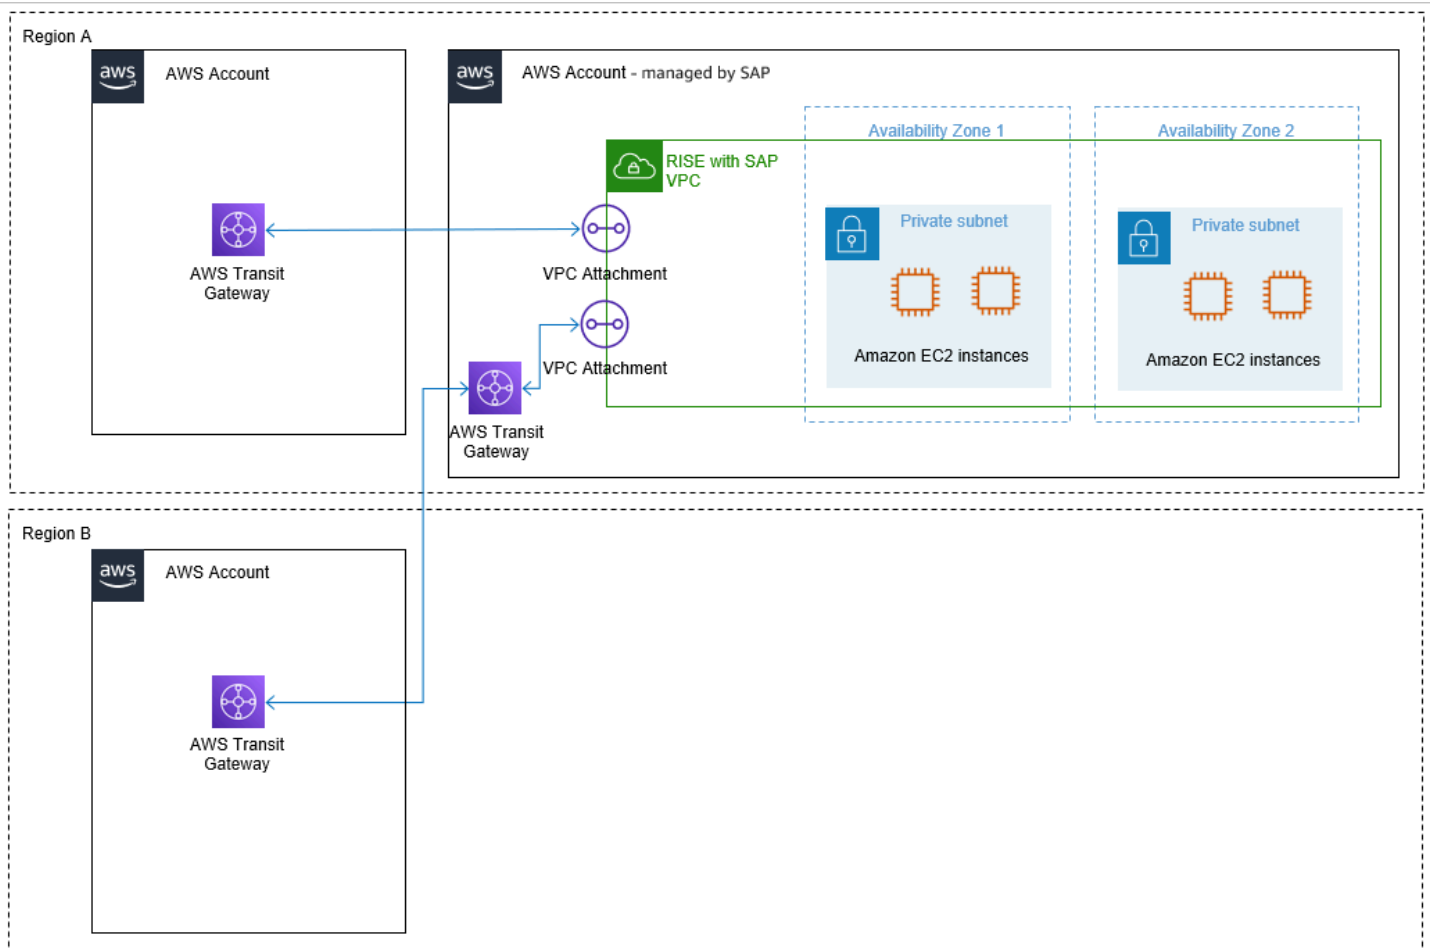 Region A
aws
AWS Account
aws
AWS Account - managed by SAP
Availability Zone 1
Availability Zone 2
RISE with SAP
VPC
Private subnet
Private subnet
AWS Transit
Gateway
VPC Attachment
Amazon EC2 instances
Amazon EC2 instances
VPC Attachment
AWS Transit
Gateway
Region B
aws
AWS Account
AWS Transit
Gateway